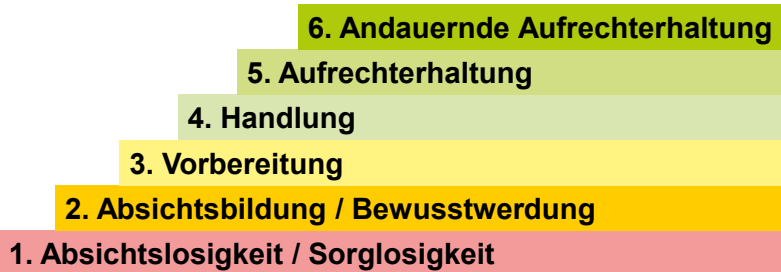 6. Andauernde Aufrechterhaltung
5. Aufrechterhaltung
4. Handlung
3. Vorbereitung
2. Absichtsbildung / Bewusstwerdung
1. Absichtslosigkeit / Sorglosigkeit